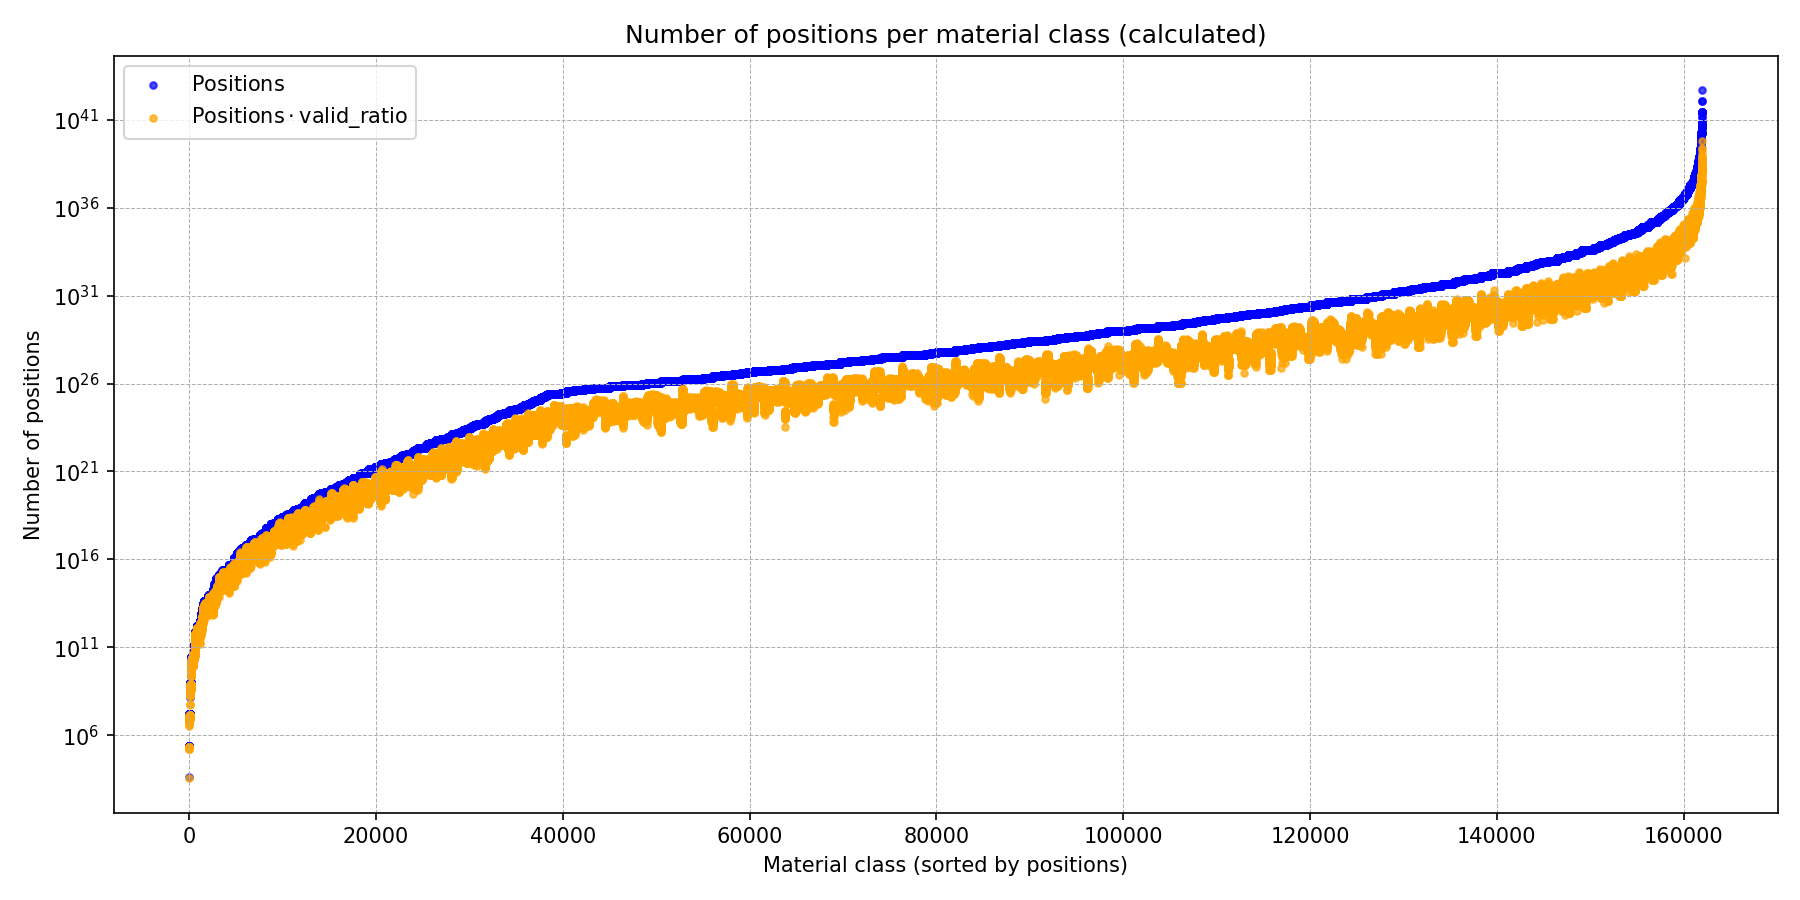 Number of positions per material class (calculated)
Positions
Positions · valid_ratio
Number of positions
10^41
10^36
10^31
10^26
10^21
10^16
10^11
10^6
0 20000 40000 60000 80000 100000 120000 140000 160000
Material class (sorted by positions)